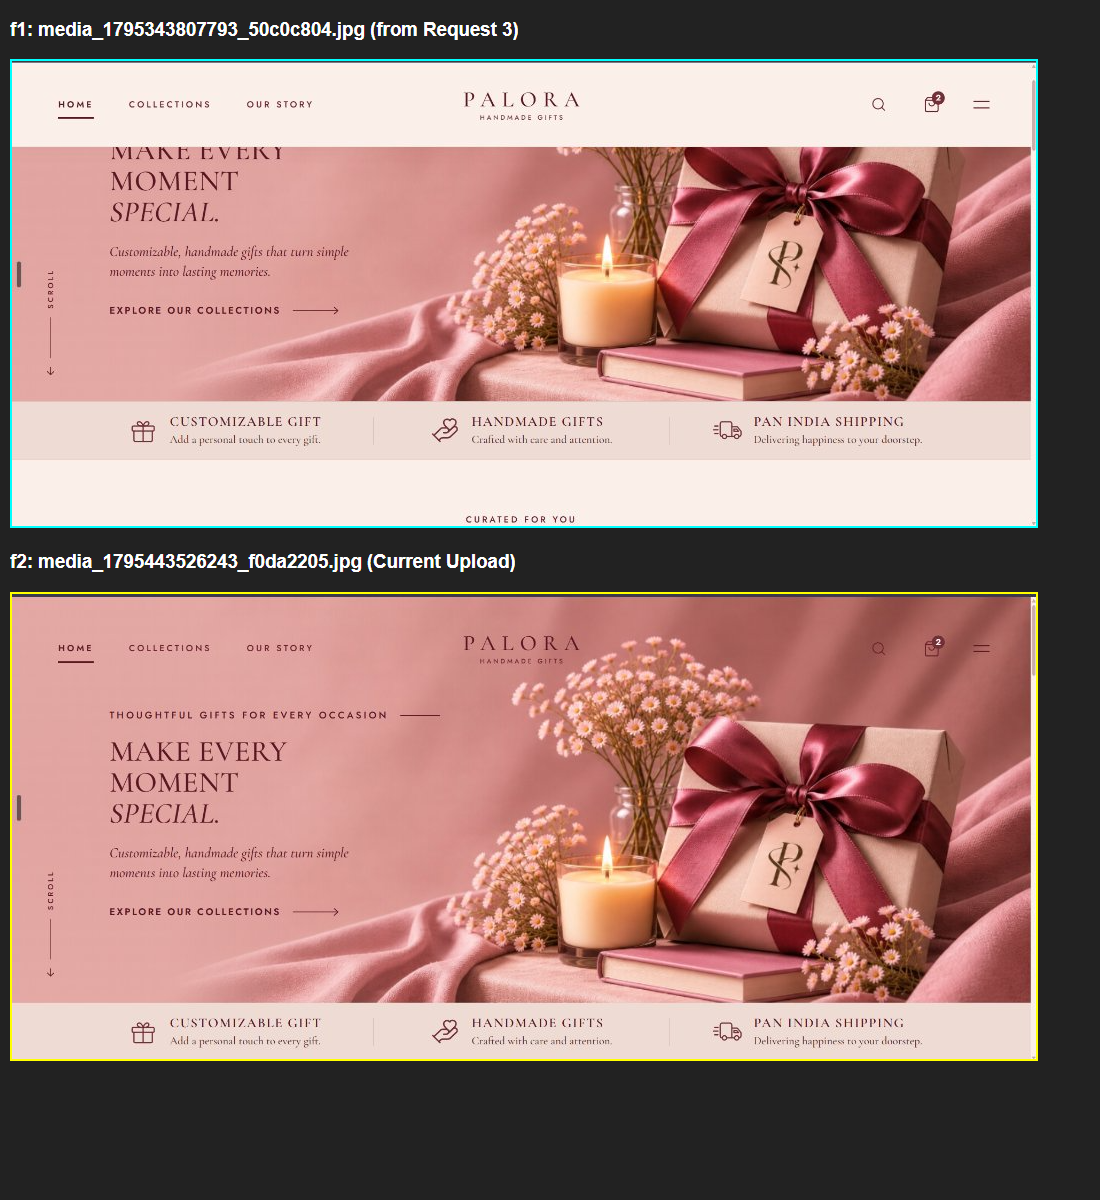 f1: media_1795343807793_50c0c804.jpg (from Request 3)
HOME COLLECTIONS OUR STORY
PALORA
HANDMADE GIFTS
2
MAKE EVERY
MOMENT
SPECIAL.
Customizable, handmade gifts that turn simple
moments into lasting memories.
EXPLORE OUR COLLECTIONS
SCROLL
CUSTOMIZABLE GIFT
Add a personal touch to every gift.
HANDMADE GIFTS
Crafted with care and attention.
PAN INDIA SHIPPING
Delivering happiness to your doorstep.
CURATED FOR YOU
f2: media_1795443526243_f0da2205.jpg (Current Upload)
HOME COLLECTIONS OUR STORY
PALORA
HANDMADE GIFTS
2
THOUGHTFUL GIFTS FOR EVERY OCCASION
MAKE EVERY
MOMENT
SPECIAL.
Customizable, handmade gifts that turn simple
moments into lasting memories.
EXPLORE OUR COLLECTIONS
SCROLL
CUSTOMIZABLE GIFT
Add a personal touch to every gift.
HANDMADE GIFTS
Crafted with care and attention.
PAN INDIA SHIPPING
Delivering happiness to your doorstep.